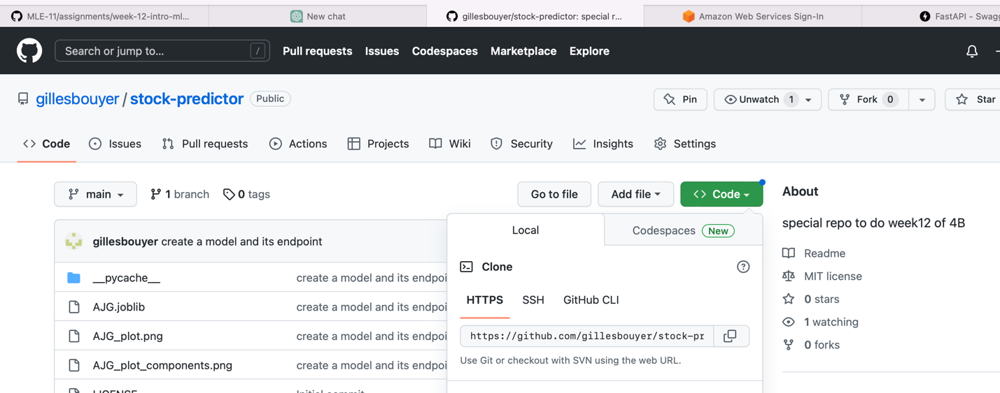 MLE-11/assignments/week-12-intro-ml...
New chat
gillesbouyer/stock-predictor: special r...
Amazon Web Services Sign-In
FastAPI - Swagg
Search or jump to... /
Pull requests Issues Codespaces Marketplace Explore
gillesbouyer / stock-predictor Public
Pin Unwatch 1 Fork 0 Star
Code Issues Pull requests Actions Projects Wiki Security Insights Settings
main 1 branch 0 tags Go to file Add file Code
gillesbouyer create a model and its endpoint
__pycache__ create a model and its endpoi
AJG.joblib create a model and its endpoi
AJG_plot.png create a model and its endpoi
AJG_plot_components.png create a model and its endpoi
LICENSE Initial commit
Local Codespaces New
Clone
HTTPS SSH GitHub CLI
https://github.com/gillesbouyer/stock-pr
Use Git or checkout with SVN using the web URL.
About
special repo to do week12 of 4B
Readme
MIT license
0 stars
1 watching
0 forks